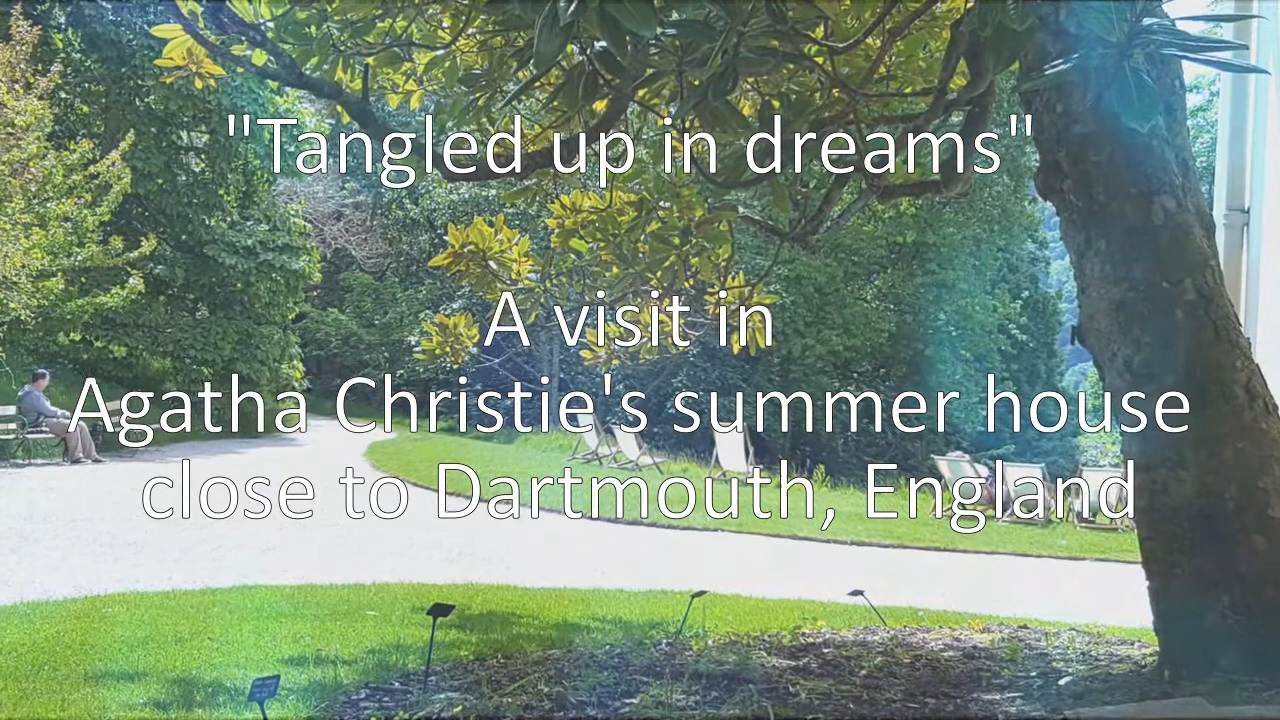 "Tangled up in dreams"
A visit in
Agatha Christie's summer house
close to Dartmouth, England